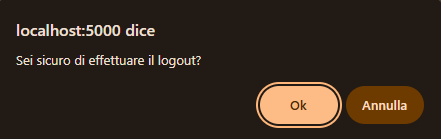 localhost:5000 dice
Sei sicuro di effettuare il logout?
Ok
Annulla